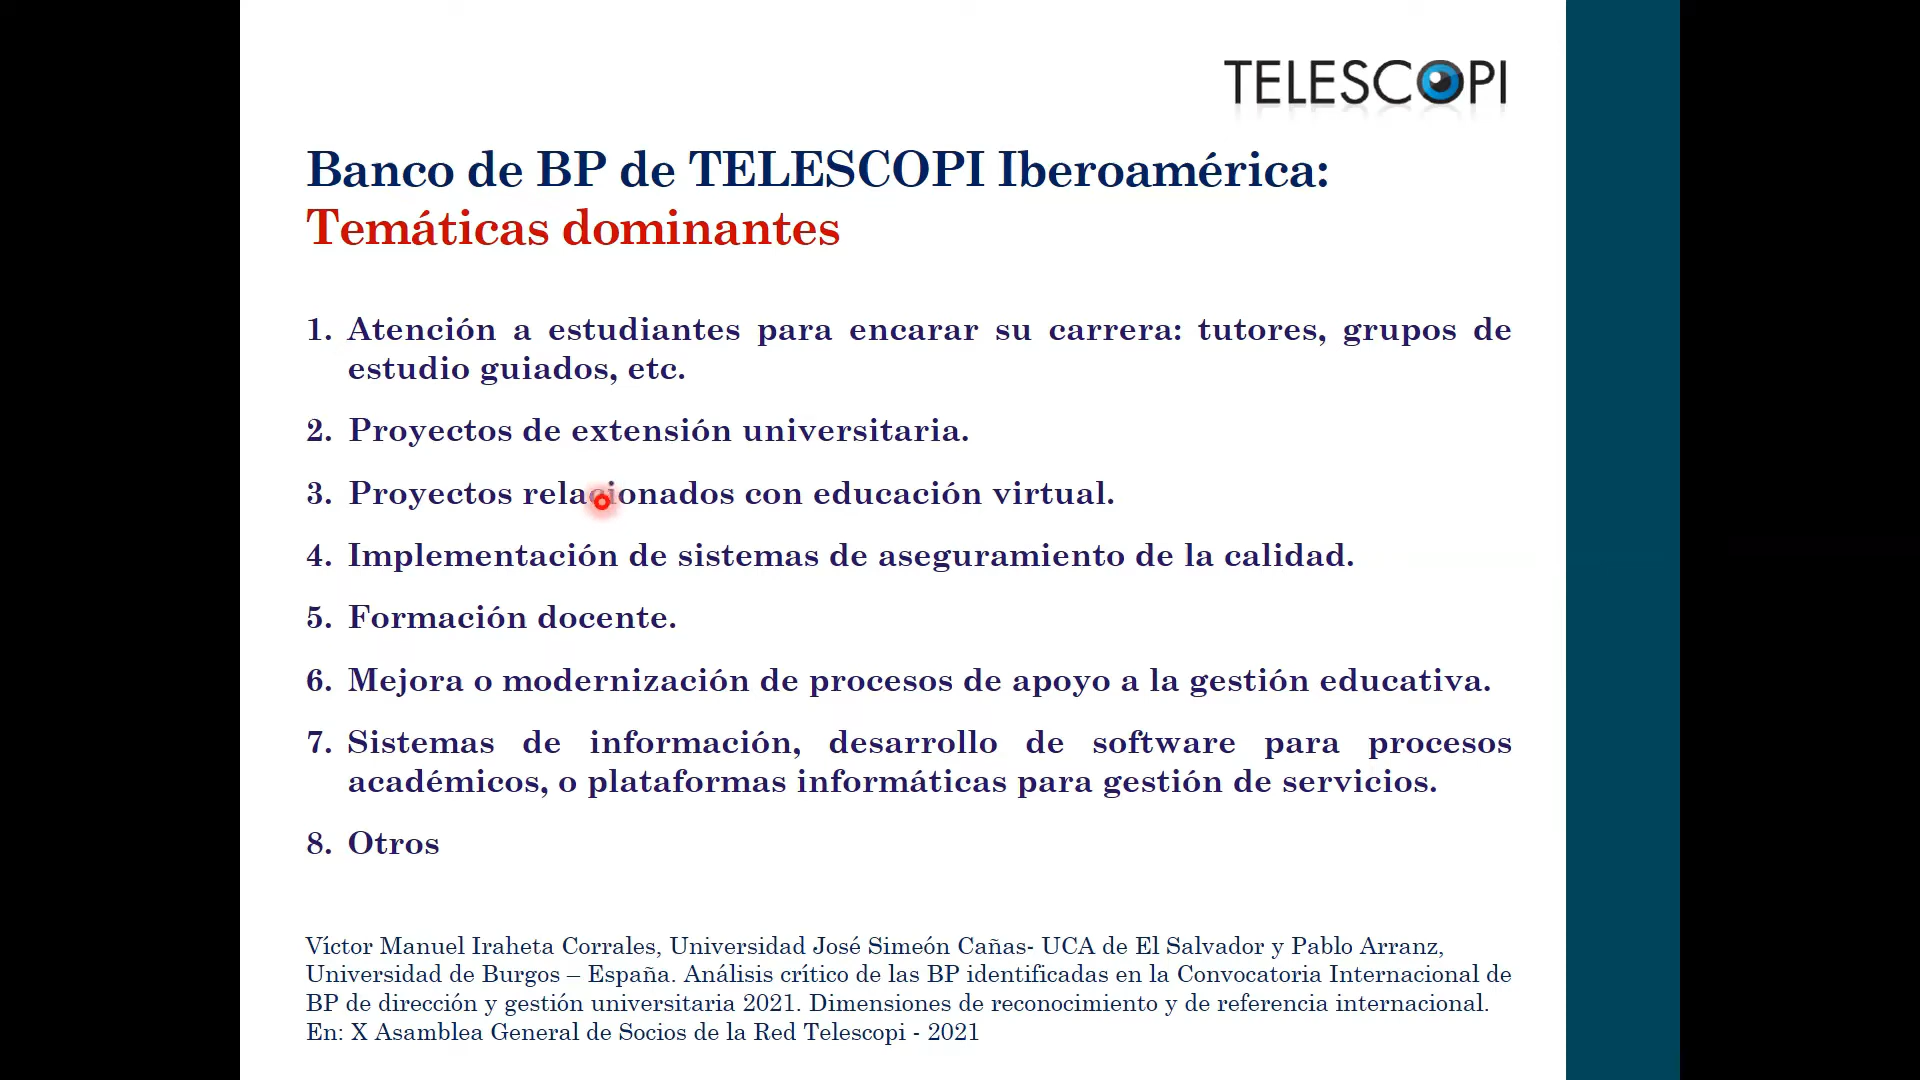 TELESCOPI
Banco de BP de TELESCOPI Iberoamérica:
Temáticas dominantes
1. Atención a estudiantes para encarar su carrera: tutores, grupos de
estudio guiados, etc.
2. Proyectos de extensión universitaria.
3. Proyectos relacionados con educación virtual.
4. Implementación de sistemas de aseguramiento de la calidad.
5. Formación docente.
6. Mejora o modernización de procesos de apoyo a la gestión educativa.
7. Sistemas de información, desarrollo de software para procesos
académicos, o plataformas informáticas para gestión de servicios.
8. Otros
Víctor Manuel Iraheta Corrales, Universidad José Simeón Cañas- UCA de El Salvador y Pablo Arranz,
Universidad de Burgos – España. Análisis crítico de las BP identificadas en la Convocatoria Internacional de
BP de dirección y gestión universitaria 2021. Dimensiones de reconocimiento y de referencia internacional.
En: X Asamblea General de Socios de la Red Telescopi - 2021